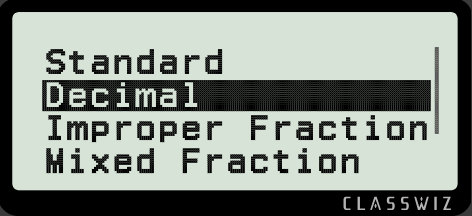 Standard
Decimal
Improper Fraction
Mixed Fraction
CLASSWIZ